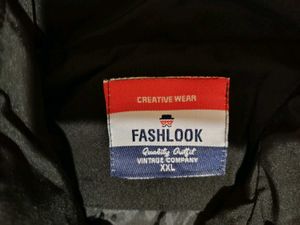 CREATIVE WEAR
FASHLOOK
Quality Outfit
VINTAGE COMPANY
XXL